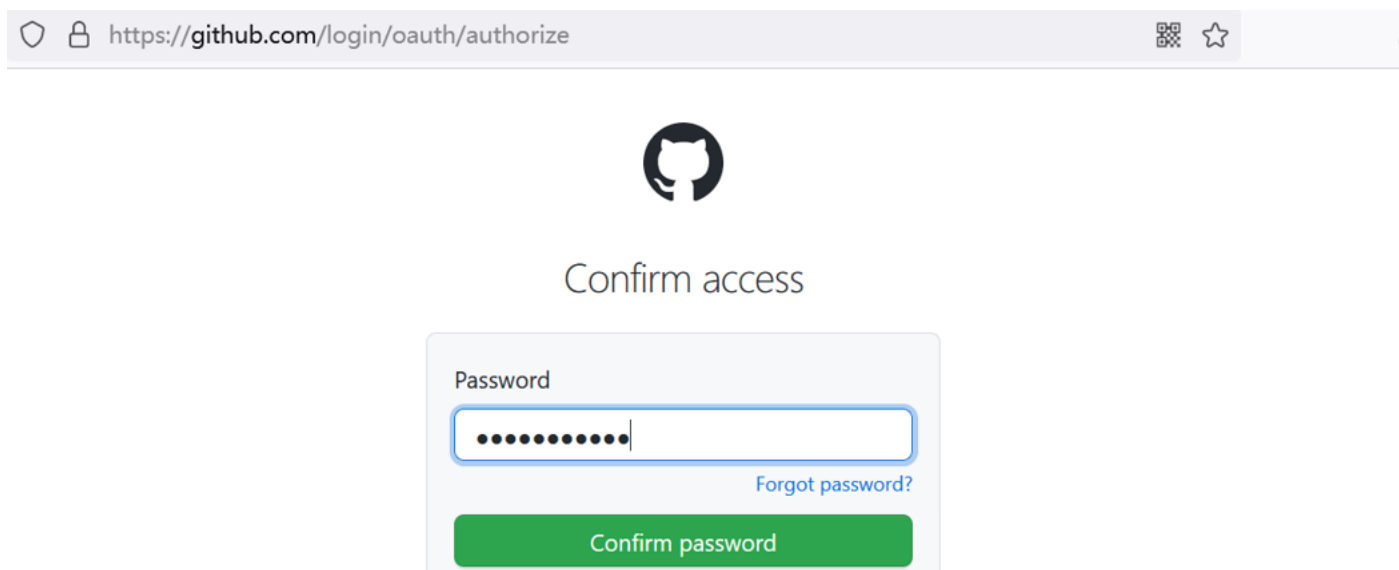 https://github.com/login/oauth/authorize
Confirm access
Password
●●●●●●●●●●●
Forgot password?
Confirm password